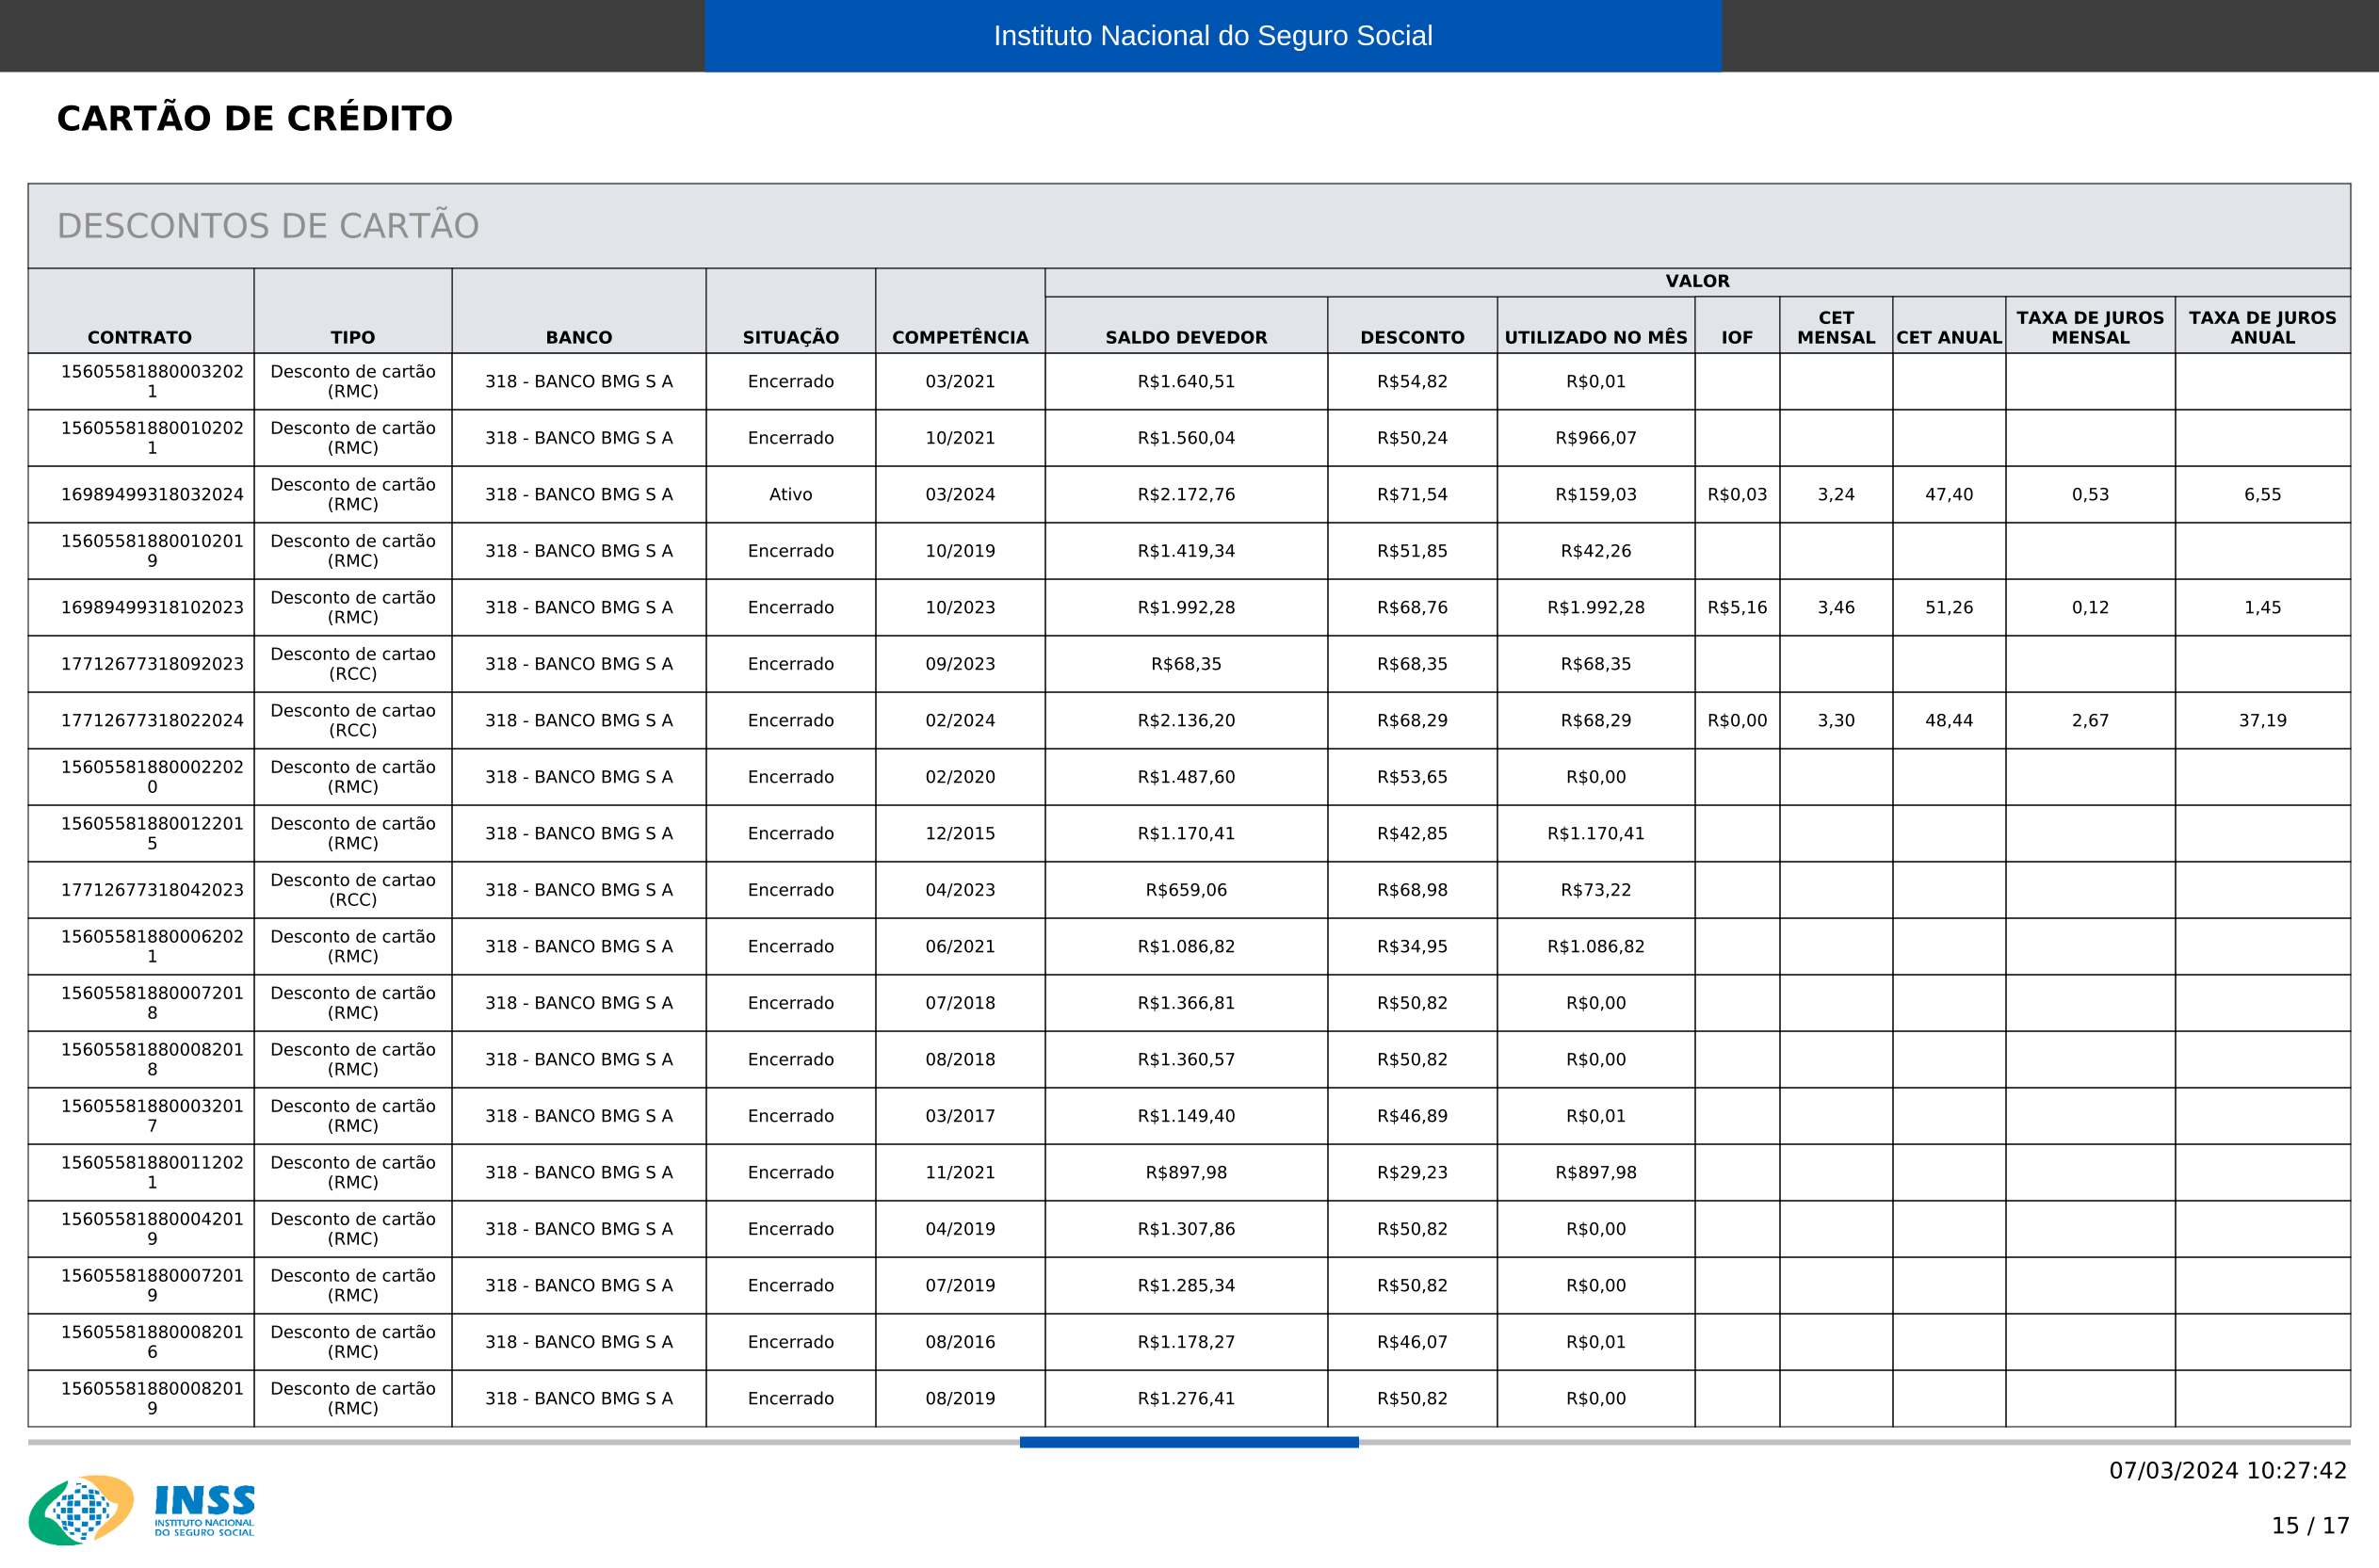 Instituto Nacional do Seguro Social
CARTÃO DE CRÉDITO
DESCONTOS DE CARTÃO
CONTRATO TIPO BANCO SITUAÇÃO COMPETÊNCIA VALOR
SALDO DEVEDOR DESCONTO UTILIZADO NO MÊS IOF CET MENSAL CET ANUAL TAXA DE JUROS MENSAL TAXA DE JUROS ANUAL
156055818800032021 Desconto de cartão (RMC) 318 - BANCO BMG S A Encerrado 03/2021 R$1.640,51 R$54,82 R$0,01
156055818800102021 Desconto de cartão (RMC) 318 - BANCO BMG S A Encerrado 10/2021 R$1.560,04 R$50,24 R$966,07
16989499318032024 Desconto de cartão (RMC) 318 - BANCO BMG S A Ativo 03/2024 R$2.172,76 R$71,54 R$159,03 R$0,03 3,24 47,40 0,53 6,55
156055818800102019 Desconto de cartão (RMC) 318 - BANCO BMG S A Encerrado 10/2019 R$1.419,34 R$51,85 R$42,26
16989499318102023 Desconto de cartão (RMC) 318 - BANCO BMG S A Encerrado 10/2023 R$1.992,28 R$68,76 R$1.992,28 R$5,16 3,46 51,26 0,12 1,45
17712677318092023 Desconto de cartao (RCC) 318 - BANCO BMG S A Encerrado 09/2023 R$68,35 R$68,35 R$68,35
17712677318022024 Desconto de cartao (RCC) 318 - BANCO BMG S A Encerrado 02/2024 R$2.136,20 R$68,29 R$68,29 R$0,00 3,30 48,44 2,67 37,19
156055818800022020 Desconto de cartão (RMC) 318 - BANCO BMG S A Encerrado 02/2020 R$1.487,60 R$53,65 R$0,00
156055818800122015 Desconto de cartão (RMC) 318 - BANCO BMG S A Encerrado 12/2015 R$1.170,41 R$42,85 R$1.170,41
17712677318042023 Desconto de cartao (RCC) 318 - BANCO BMG S A Encerrado 04/2023 R$659,06 R$68,98 R$73,22
156055818800062021 Desconto de cartão (RMC) 318 - BANCO BMG S A Encerrado 06/2021 R$1.086,82 R$34,95 R$1.086,82
156055818800072018 Desconto de cartão (RMC) 318 - BANCO BMG S A Encerrado 07/2018 R$1.366,81 R$50,82 R$0,00
156055818800082018 Desconto de cartão (RMC) 318 - BANCO BMG S A Encerrado 08/2018 R$1.360,57 R$50,82 R$0,00
156055818800032017 Desconto de cartão (RMC) 318 - BANCO BMG S A Encerrado 03/2017 R$1.149,40 R$46,89 R$0,01
156055818800112021 Desconto de cartão (RMC) 318 - BANCO BMG S A Encerrado 11/2021 R$897,98 R$29,23 R$897,98
156055818800042019 Desconto de cartão (RMC) 318 - BANCO BMG S A Encerrado 04/2019 R$1.307,86 R$50,82 R$0,00
156055818800072019 Desconto de cartão (RMC) 318 - BANCO BMG S A Encerrado 07/2019 R$1.285,34 R$50,82 R$0,00
156055818800082016 Desconto de cartão (RMC) 318 - BANCO BMG S A Encerrado 08/2016 R$1.178,27 R$46,07 R$0,01
156055818800082019 Desconto de cartão (RMC) 318 - BANCO BMG S A Encerrado 08/2019 R$1.276,41 R$50,82 R$0,00
07/03/2024 10:27:42
INSS
INSTITUTO NACIONAL
DO SEGURO SOCIAL
15 / 17